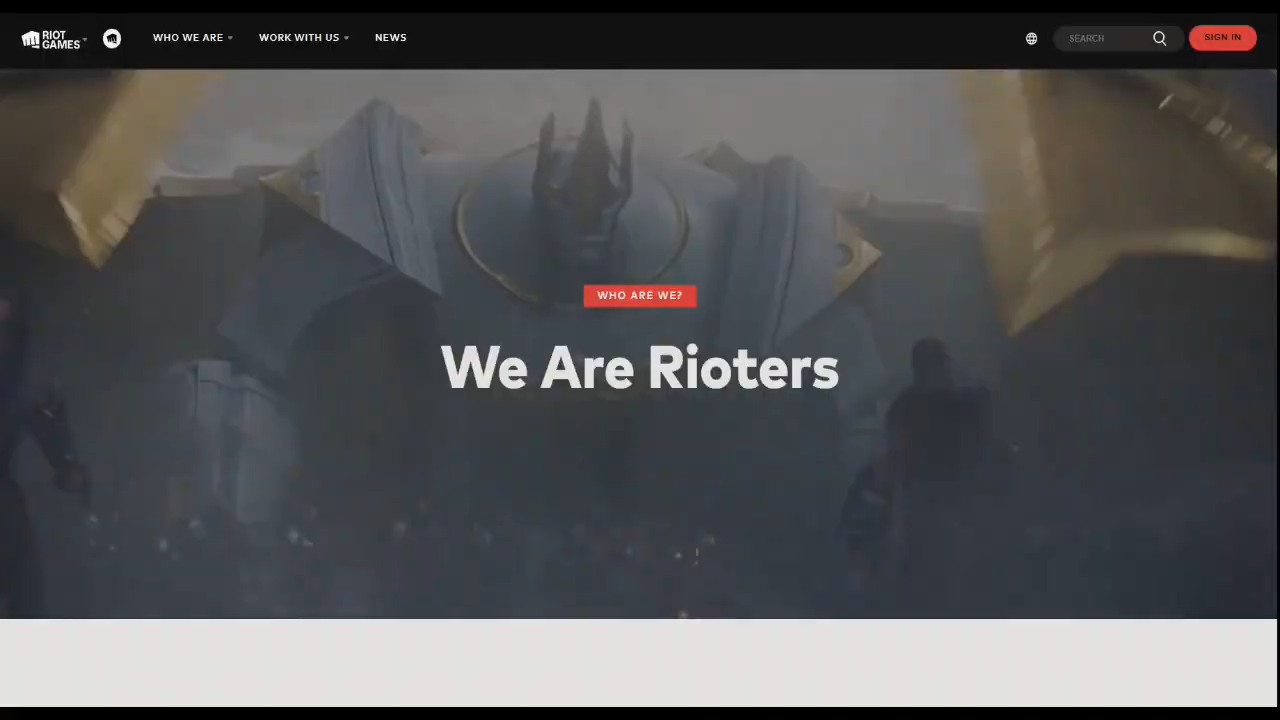 RIOT
GAMES
WHO WE ARE
WORK WITH US
NEWS
SEARCH
SIGN IN
WHO ARE WE?
We Are Rioters